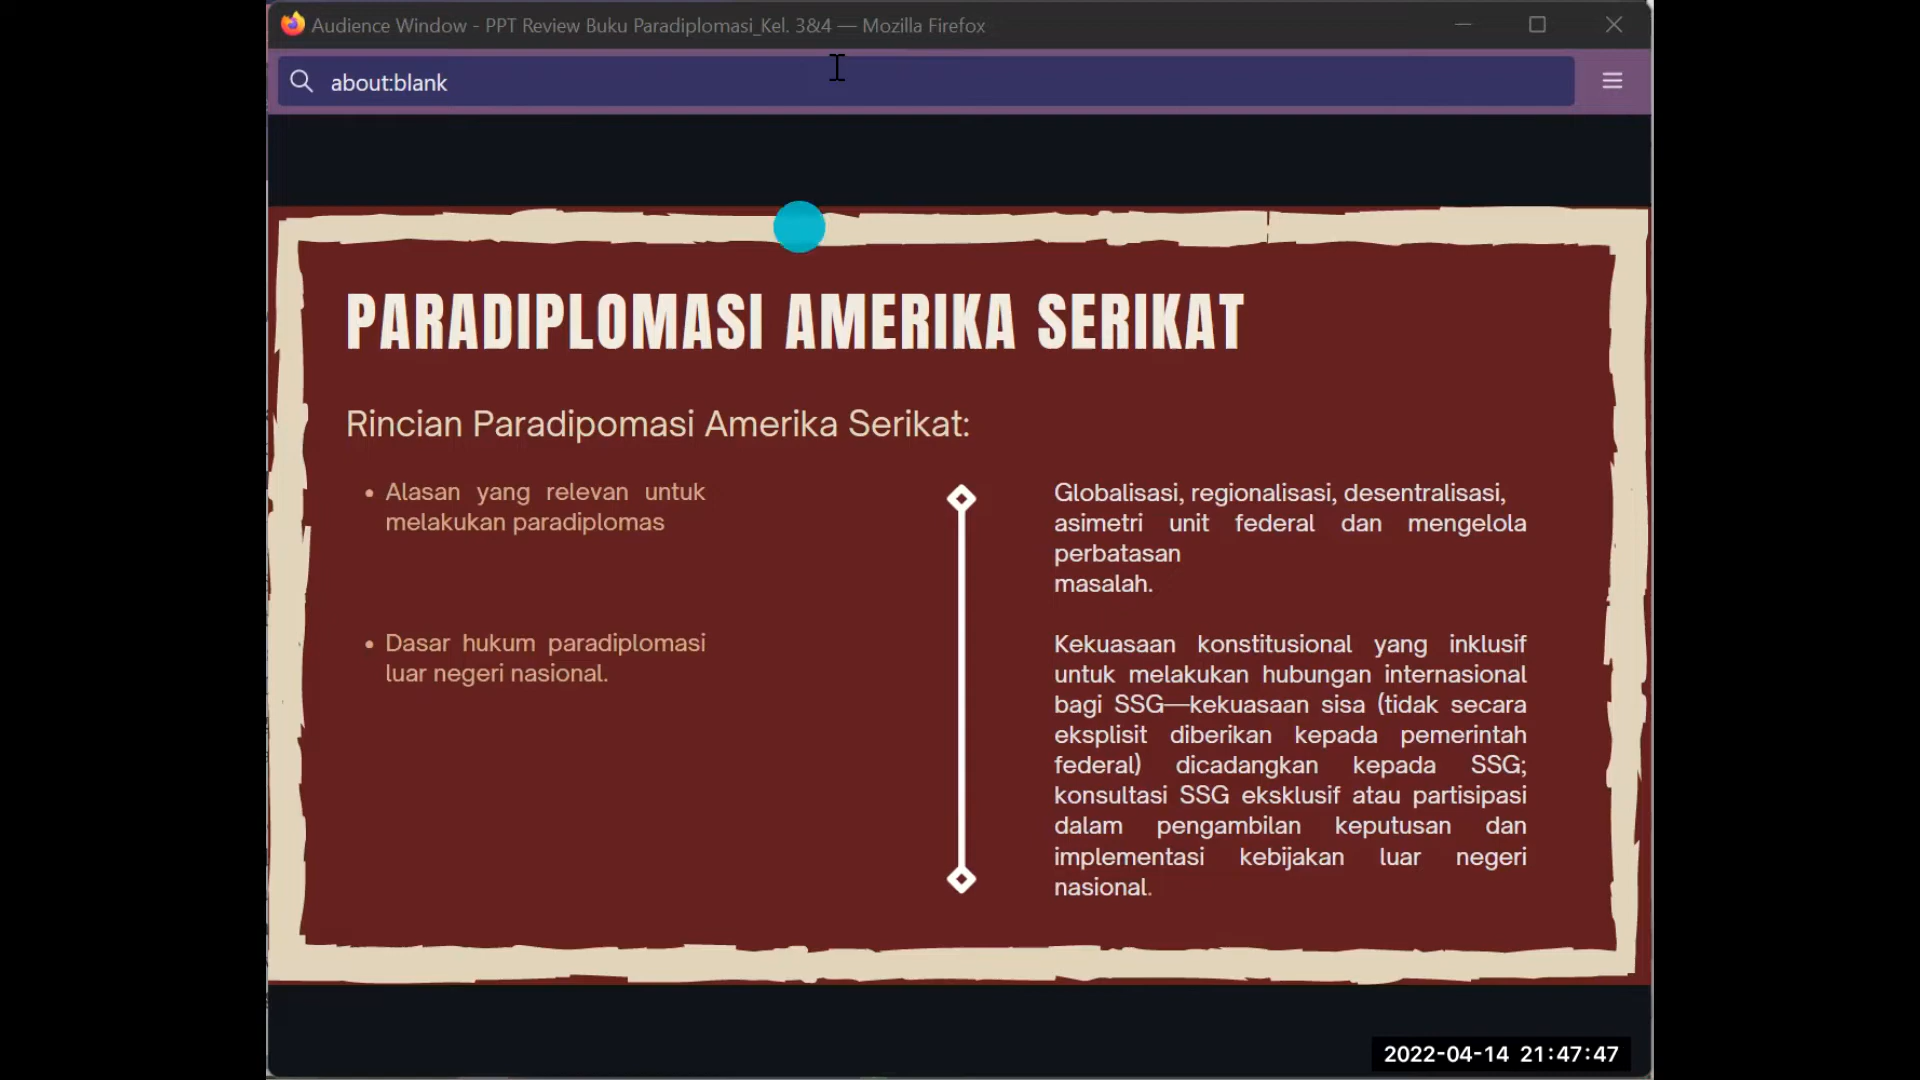 Audience Window - PPT Review Buku Paradiplomasi_Kel. 3&4 — Mozilla Firefox
about:blank
PARADIPLOMASI AMERIKA SERIKAT
Rincian Paradipomasi Amerika Serikat:
• Alasan yang relevan untuk
melakukan paradiplomas
• Dasar hukum paradiplomasi
luar negeri nasional.
Globalisasi, regionalisasi, desentralisasi,
asimetri unit federal dan mengelola
perbatasan
masalah.
Kekuasaan konstitusional yang inklusif
untuk melakukan hubungan internasional
bagi SSG—kekuasaan sisa (tidak secara
eksplisit diberikan kepada pemerintah
federal) dicadangkan kepada SSG;
konsultasi SSG eksklusif atau partisipasi
dalam pengambilan keputusan dan
implementasi kebijakan luar negeri
nasional.
2022-04-14 21:47:47